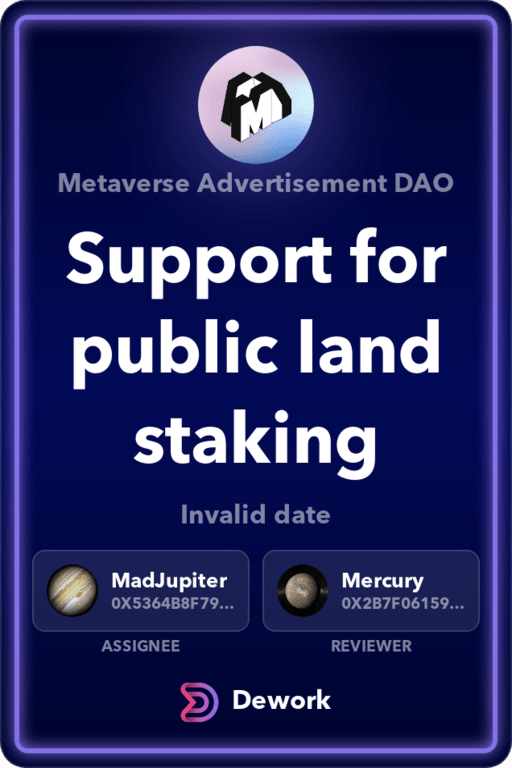 M
Metaverse Advertisement DAO
Support for
public land
staking
Invalid date
MadJupiter
0X5364B8F79...
Mercury
0X2B7F06159...
ASSIGNEE
REVIEWER
Dework